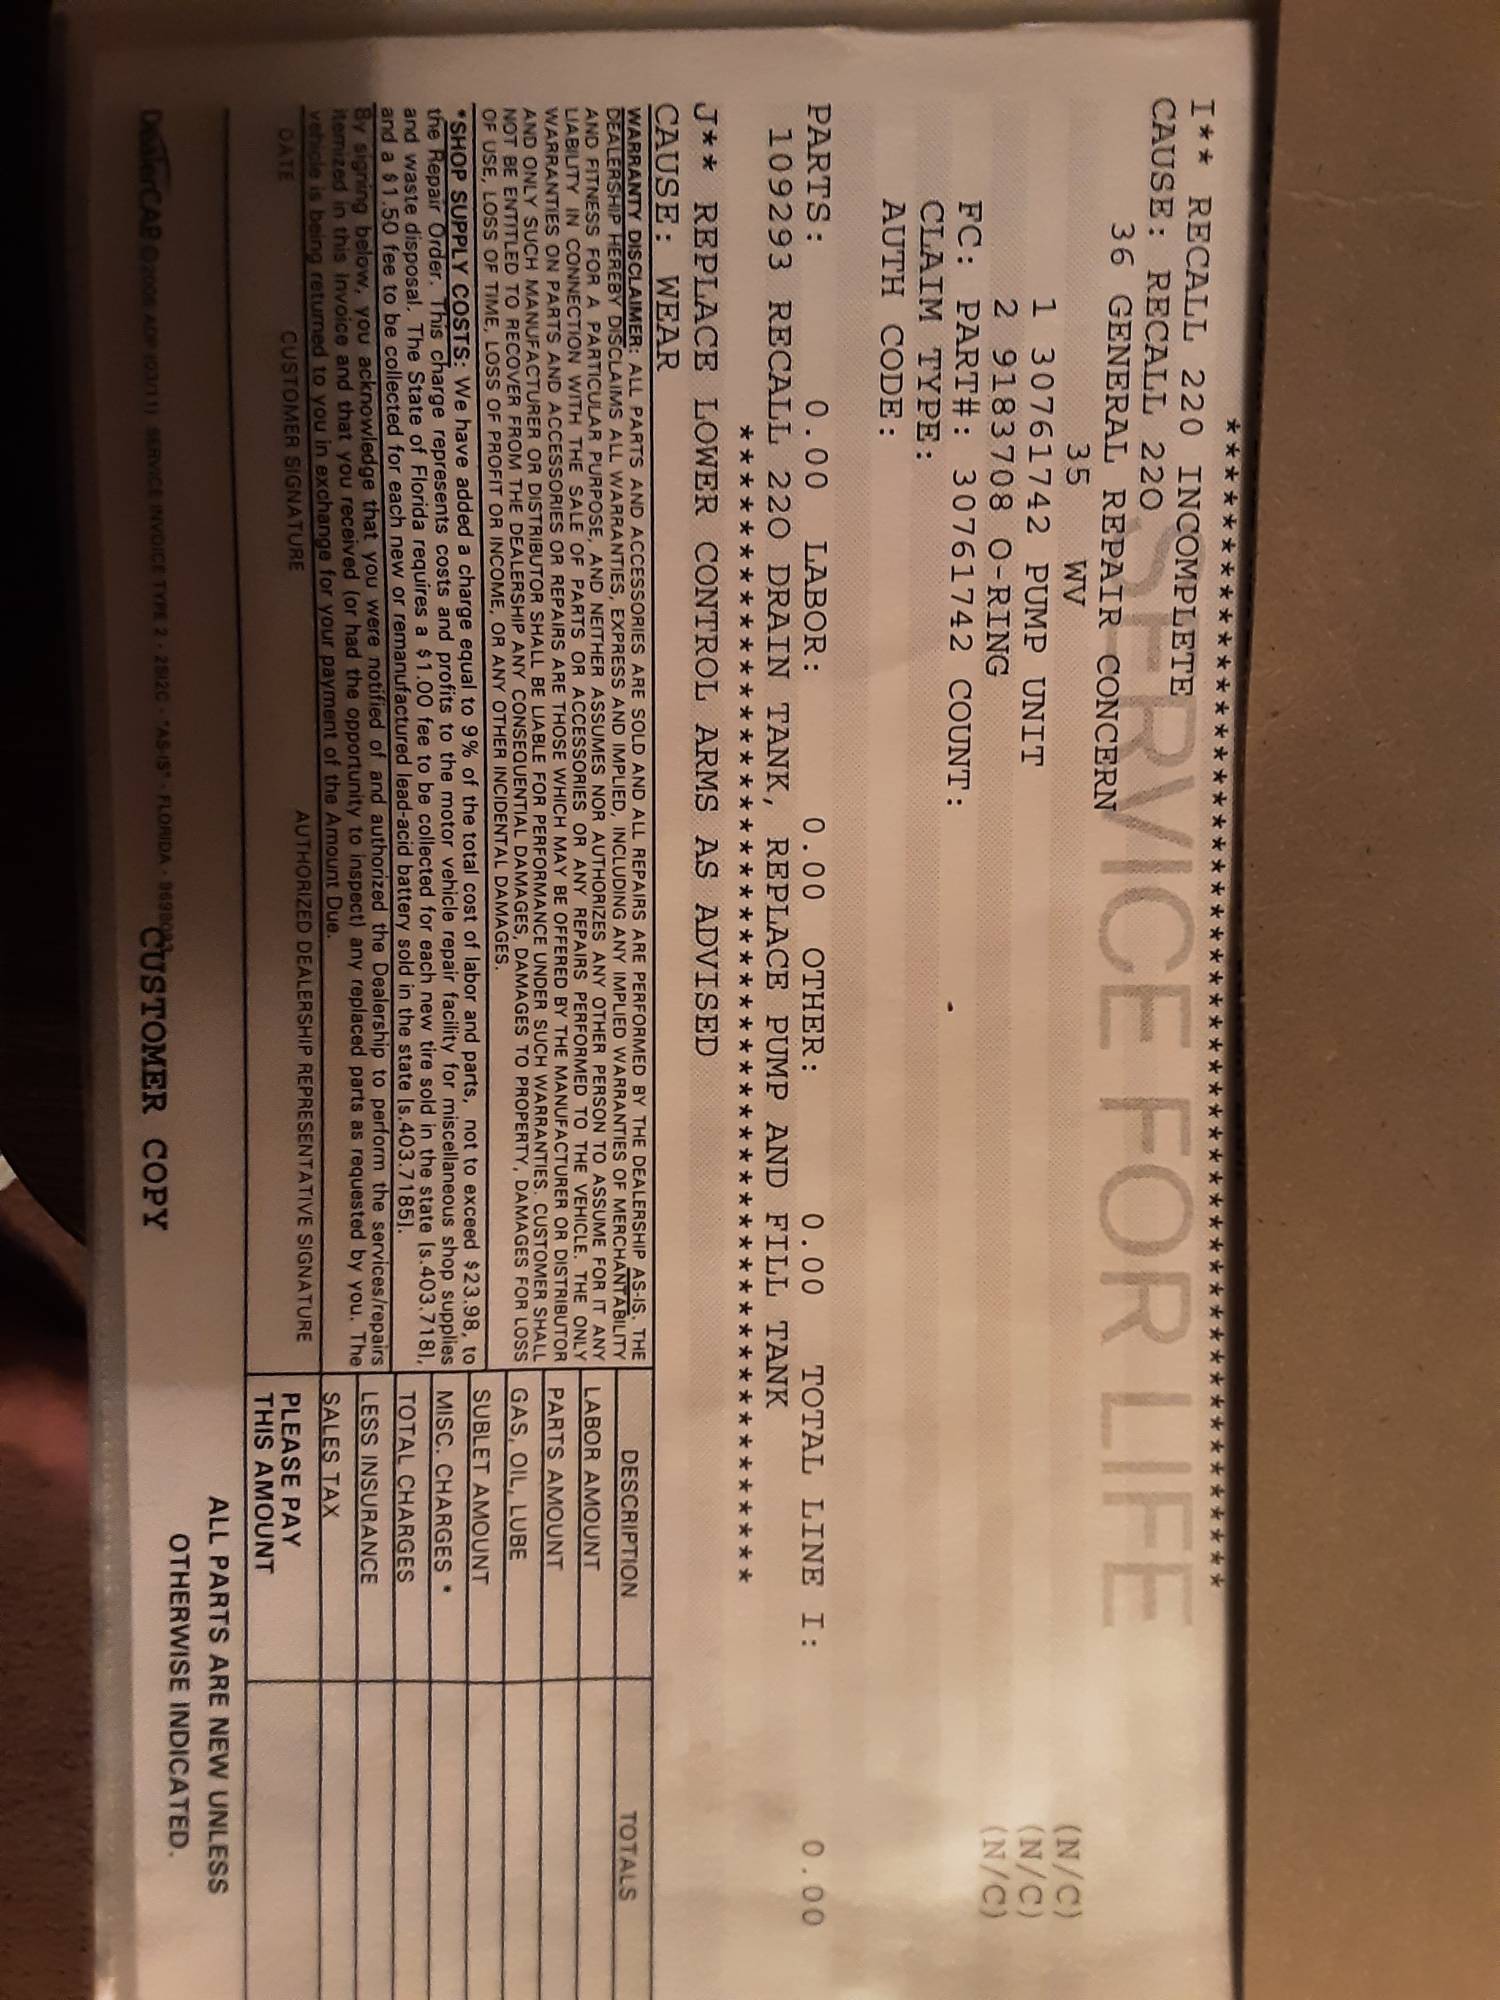 ************************************************************
SERVICE FOR LIFE
I** RECALL 220 INCOMPLETE
CAUSE: RECALL 220
36 GENERAL REPAIR CONCERN
35 WV (N/C)
1 30761742 PUMP UNIT (N/C)
2 9183708 O-RING (N/C)
FC: PART#: 30761742 COUNT:
CLAIM TYPE:
AUTH CODE:
PARTS: 0.00 LABOR: 0.00 OTHER: 0.00 TOTAL LINE I: 0.00
109293 RECALL 220 DRAIN TANK, REPLACE PUMP AND FILL TANK
************************************************************
J** REPLACE LOWER CONTROL ARMS AS ADVISED
CAUSE: WEAR
WARRANTY DISCLAIMER: ALL PARTS AND ACCESSORIES ARE SOLD AND ALL REPAIRS ARE PERFORMED BY THE DEALERSHIP AS-IS. THE
DEALERSHIP HEREBY DISCLAIMS ALL WARRANTIES, EXPRESS AND IMPLIED, INCLUDING ANY IMPLIED WARRANTIES OF MERCHANTABILITY
AND FITNESS FOR A PARTICULAR PURPOSE, AND NEITHER ASSUMES NOR AUTHORIZES ANY OTHER PERSON TO ASSUME FOR IT ANY
LIABILITY IN CONNECTION WITH THE SALE OF PARTS OR ACCESSORIES OR ANY REPAIRS PERFORMED TO THE VEHICLE. THE ONLY
WARRANTIES ON PARTS AND ACCESSORIES OR REPAIRS ARE THOSE WHICH MAY BE OFFERED BY THE MANUFACTURER OR DISTRIBUTOR
AND ONLY SUCH MANUFACTURER OR DISTRIBUTOR SHALL BE LIABLE FOR PERFORMANCE UNDER SUCH WARRANTIES. CUSTOMER SHALL
NOT BE ENTITLED TO RECOVER FROM THE DEALERSHIP ANY CONSEQUENTIAL DAMAGES, DAMAGES TO PROPERTY, DAMAGES FOR LOSS
OF USE, LOSS OF TIME, LOSS OF PROFIT OR INCOME, OR ANY OTHER INCIDENTAL DAMAGES.
*SHOP SUPPLY COSTS: We have added a charge equal to 9% of the total cost of labor and parts, not to exceed $23.98, to
the Repair Order. This charge represents costs and profits to the motor vehicle repair facility for miscellaneous shop supplies
and waste disposal. The State of Florida requires a $1.00 fee to be collected for each new tire sold in the state [s.403.718],
and a $1.50 fee to be collected for each new or remanufactured lead-acid battery sold in the state [s.403.7185].
By signing below, you acknowledge that you were notified of and authorized the Dealership to perform the services/repairs
itemized in this Invoice and that you received (or had the opportunity to inspect) any replaced parts as requested by you. The
vehicle is being returned to you in exchange for your payment of the Amount Due.
DATE CUSTOMER SIGNATURE AUTHORIZED DEALERSHIP REPRESENTATIVE SIGNATURE
DESCRIPTION TOTALS
LABOR AMOUNT
PARTS AMOUNT
GAS, OIL, LUBE
SUBLET AMOUNT
MISC. CHARGES *
TOTAL CHARGES
LESS INSURANCE
SALES TAX
PLEASE PAY
THIS AMOUNT
ALL PARTS ARE NEW UNLESS
OTHERWISE INDICATED.
DealerCAP ©2008 ADP (03/11) SERVICE INVOICE TYPE 2 - 2SI2C - "AS-IS" - FLORIDA
CUSTOMER COPY